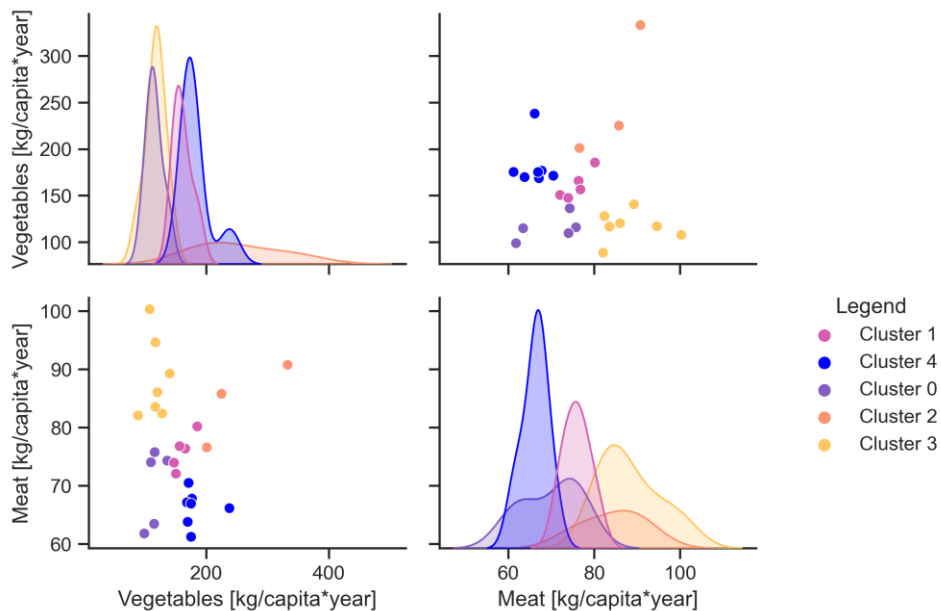 Vegetables [kg/capita*year]
300
250
200
150
100
Meat [kg/capita*year]
100
90
80
70
60
200 400
Vegetables [kg/capita*year]
60 80 100
Meat [kg/capita*year]
Legend
Cluster 1
Cluster 4
Cluster 0
Cluster 2
Cluster 3